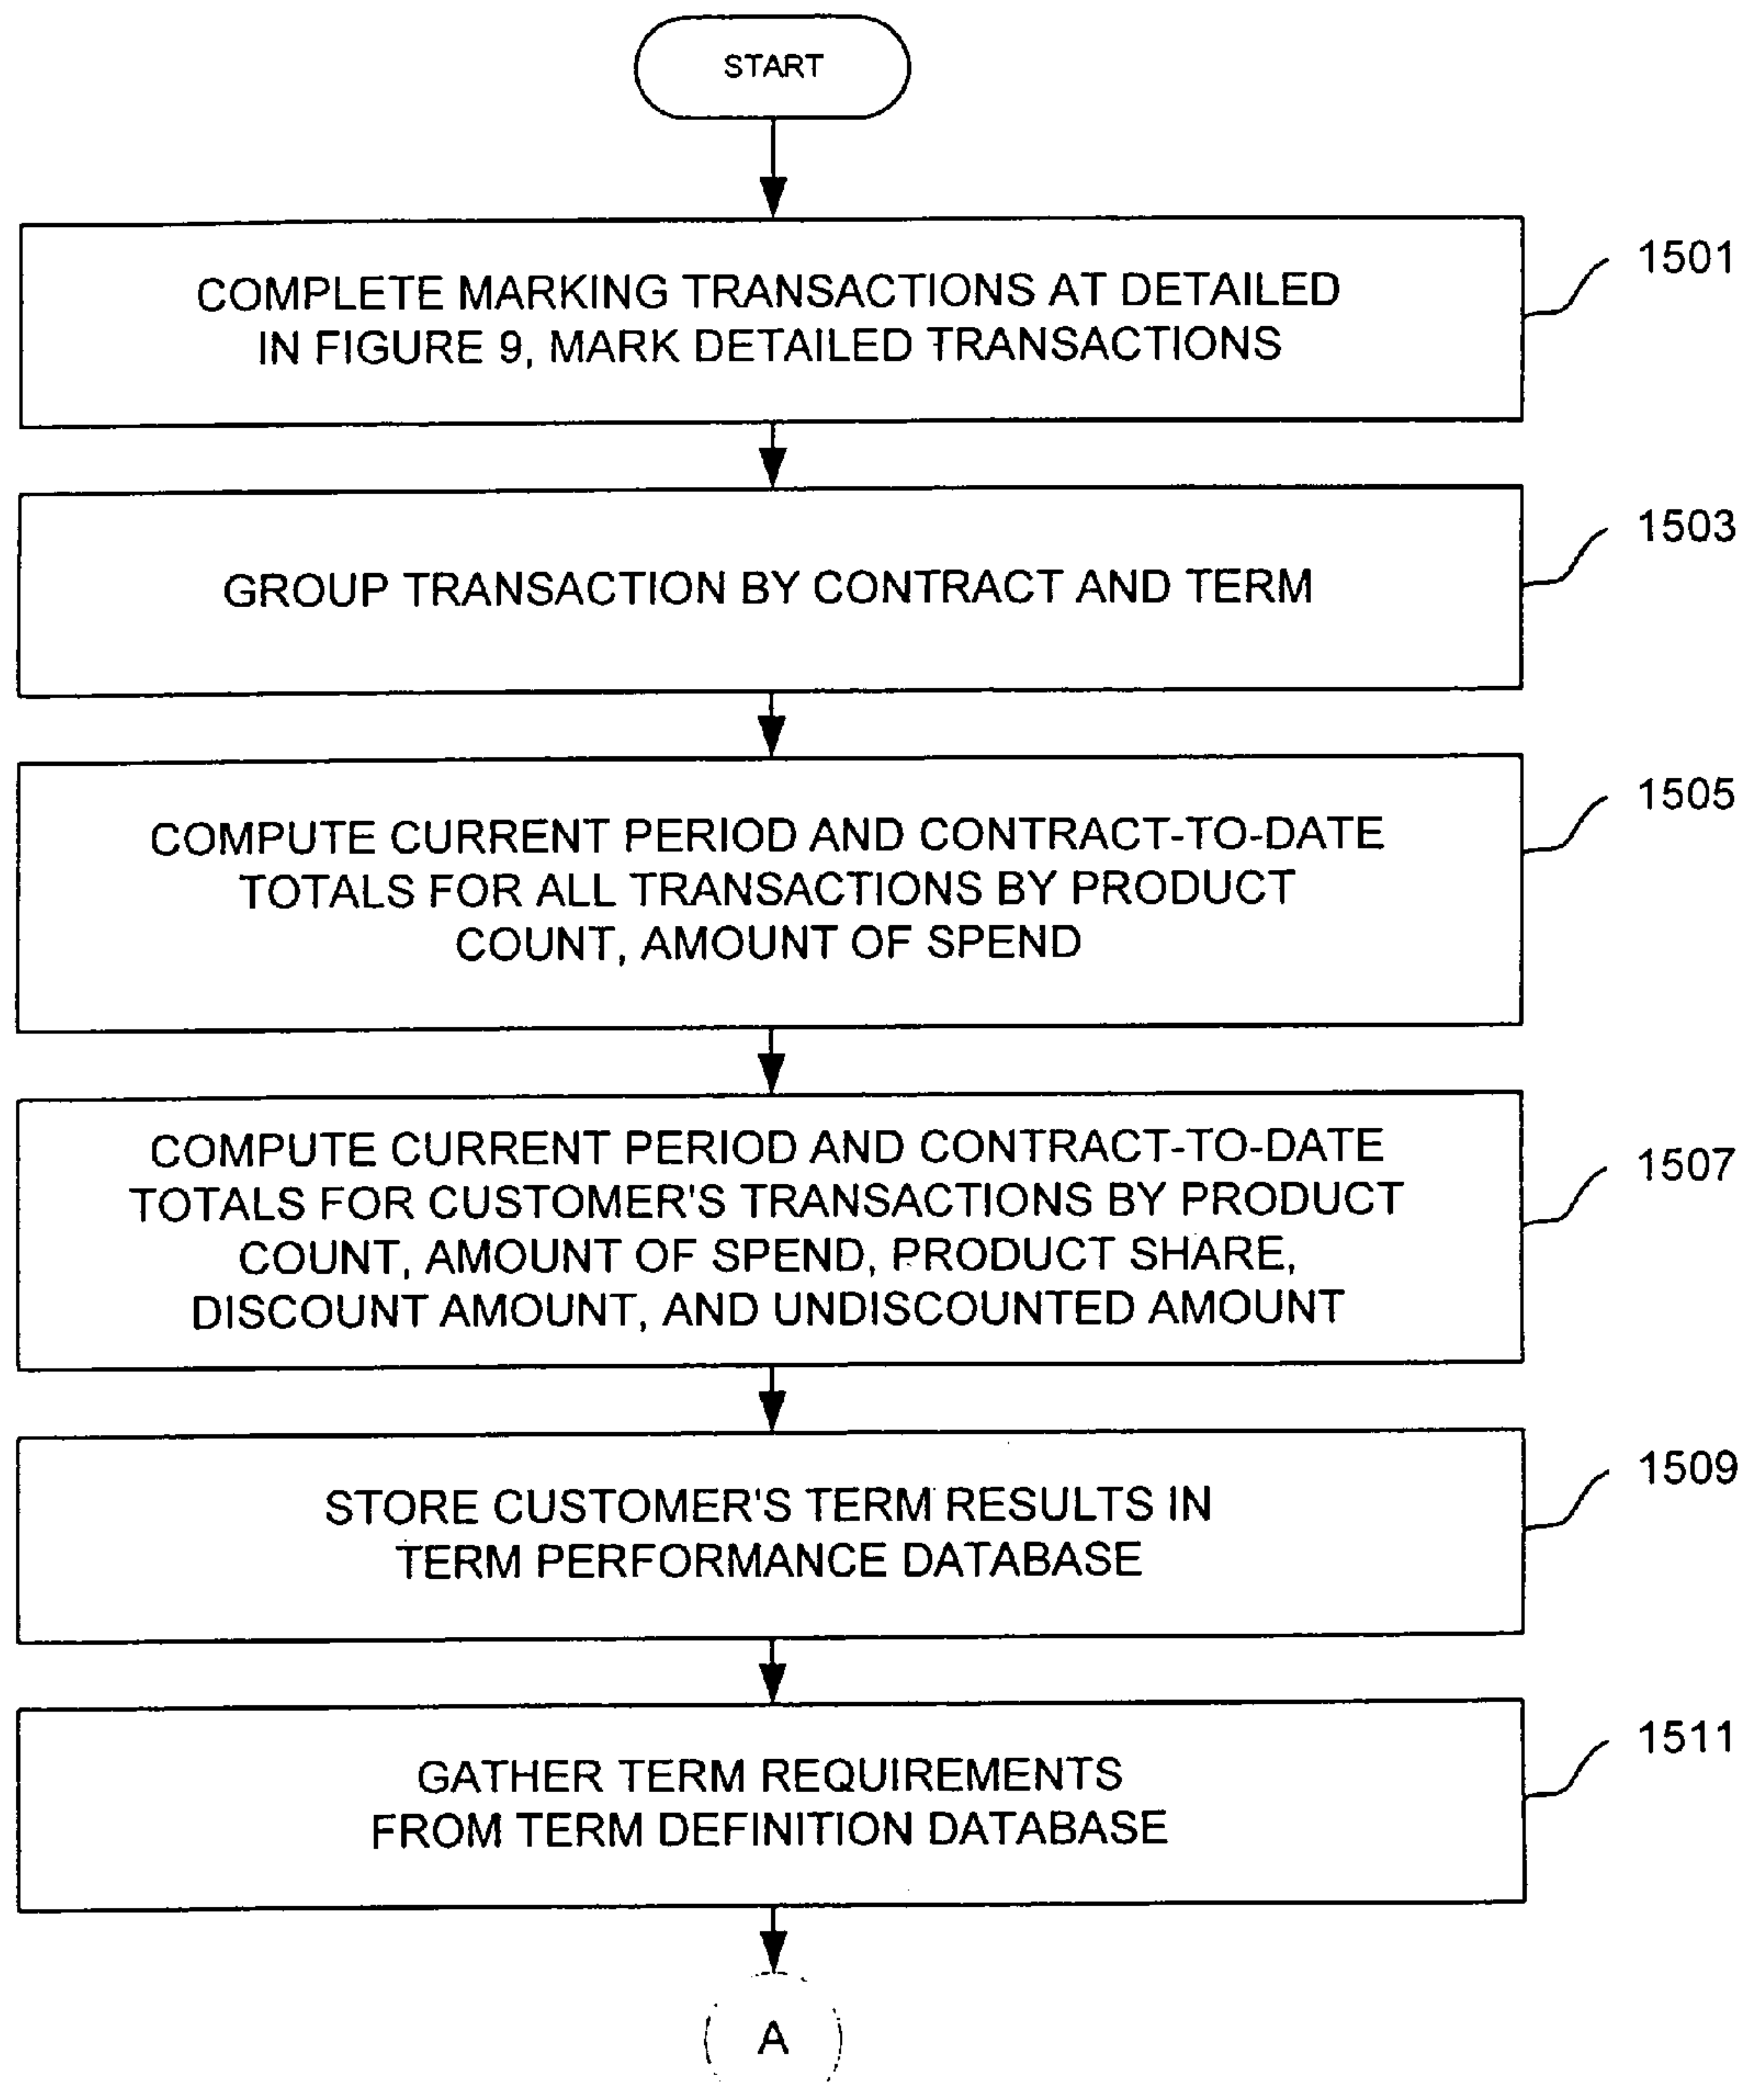 START
COMPLETE MARKING TRANSACTIONS AT DETAILED
IN FIGURE 9, MARK DETAILED TRANSACTIONS
1501
GROUP TRANSACTION BY CONTRACT AND TERM
1503
COMPUTE CURRENT PERIOD AND CONTRACT-TO-DATE
TOTALS FOR ALL TRANSACTIONS BY PRODUCT
COUNT, AMOUNT OF SPEND
1505
COMPUTE CURRENT PERIOD AND CONTRACT-TO-DATE
TOTALS FOR CUSTOMER'S TRANSACTIONS BY PRODUCT
COUNT, AMOUNT OF SPEND, PRODUCT SHARE,
DISCOUNT AMOUNT, AND UNDISCOUNTED AMOUNT
1507
STORE CUSTOMER'S TERM RESULTS IN
TERM PERFORMANCE DATABASE
1509
GATHER TERM REQUIREMENTS
FROM TERM DEFINITION DATABASE
1511
A